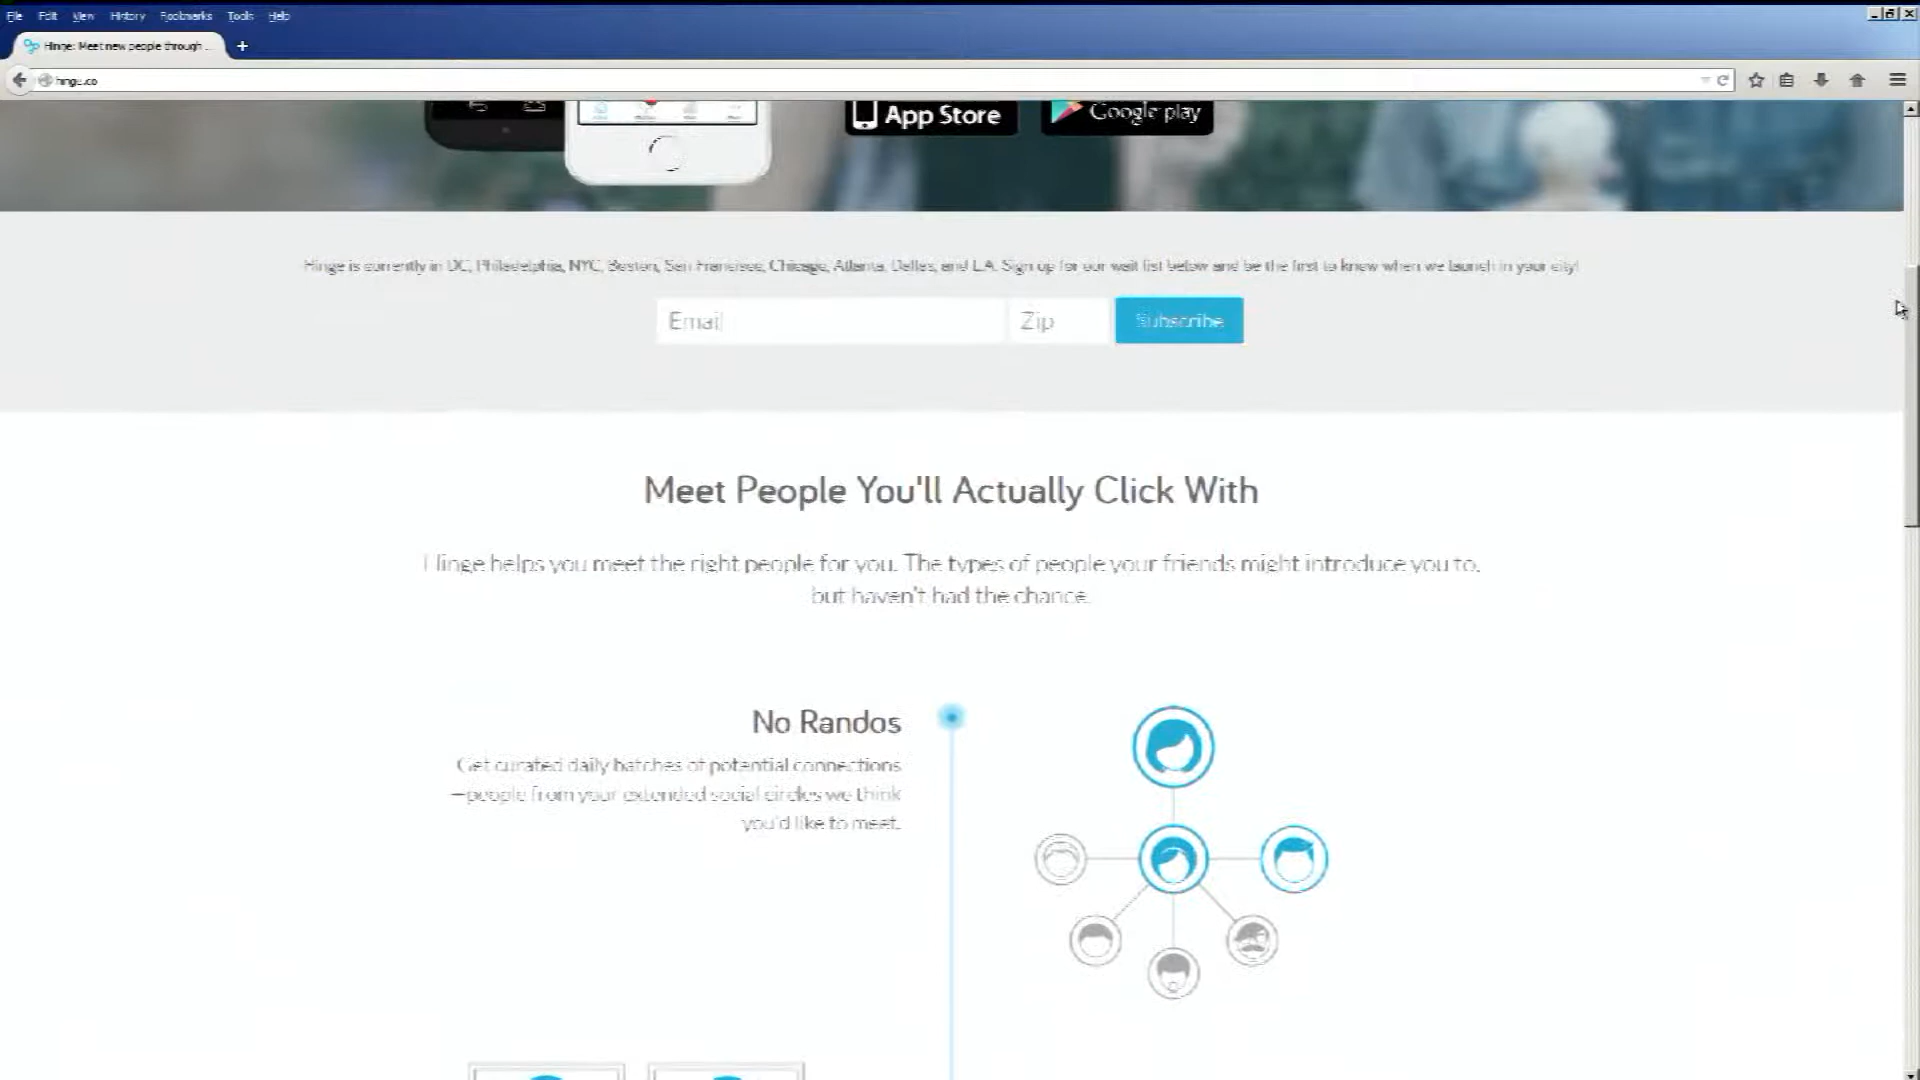 File Edit View History Bookmarks Tools Help
Hinge: Meet new people through ...
hinge.co
App Store
Google play
Hinge is currently in DC, Philadelphia, NYC, Boston, San Francisco, Chicago, Atlanta, Dallas, and LA. Sign up for our wait list below and be the first to know when we launch in your city!
Email Zip Subscribe
Meet People You'll Actually Click With
Hinge helps you meet the right people for you. The types of people your friends might introduce you to,
but haven't had the chance.
No Randos
Get curated daily batches of potential connections
—people from your extended social circles we think
you'd like to meet.